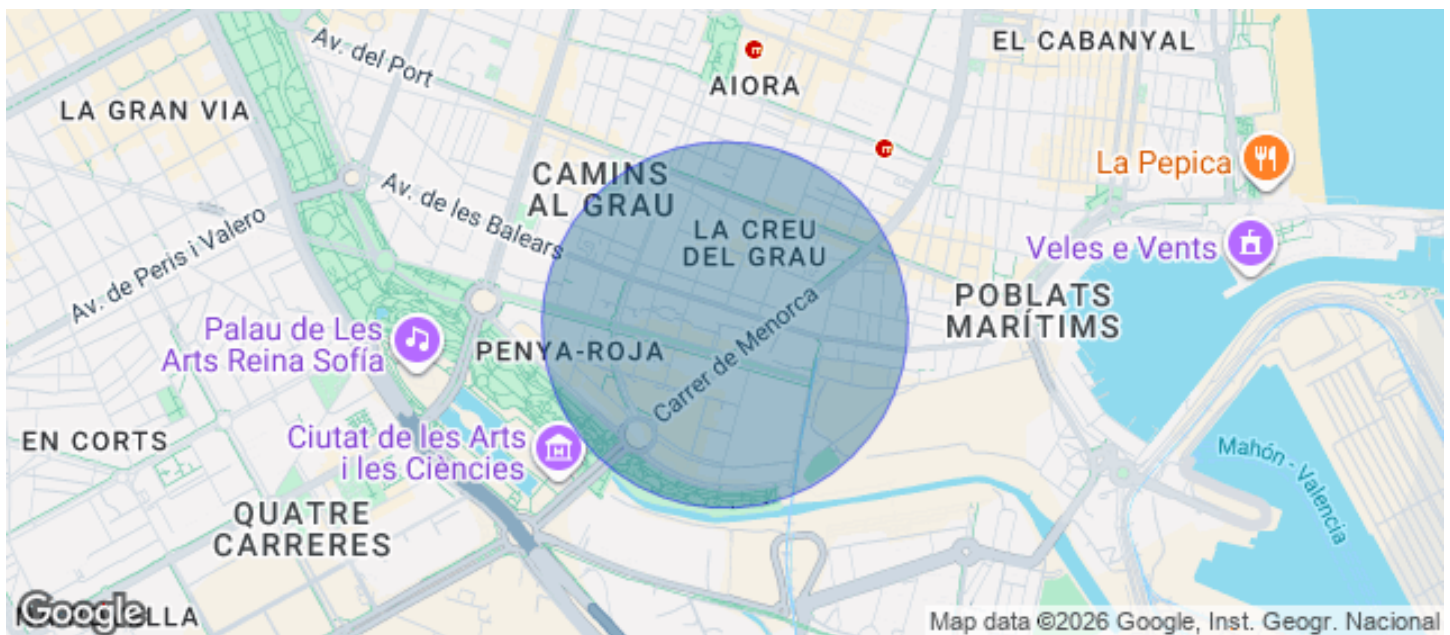 Av. del Port
EL CABANYAL
AIORA
LA GRAN VIA
La Pepica
CAMINS
AL GRAU
Av. de les Balears
LA CREU
DEL GRAU
Av. de Peris i Valero
Veles e Vents
POBLATS
MARÍTIMS
Palau de Les
Arts Reina Sofía
PENYA-ROJA
Carrer de Menorca
EN CORTS
Ciutat de les Arts
i les Ciències
Mahón - Valencia
QUATRE
CARRERES
Google
Map data ©2026 Google, Inst. Geogr. Nacional